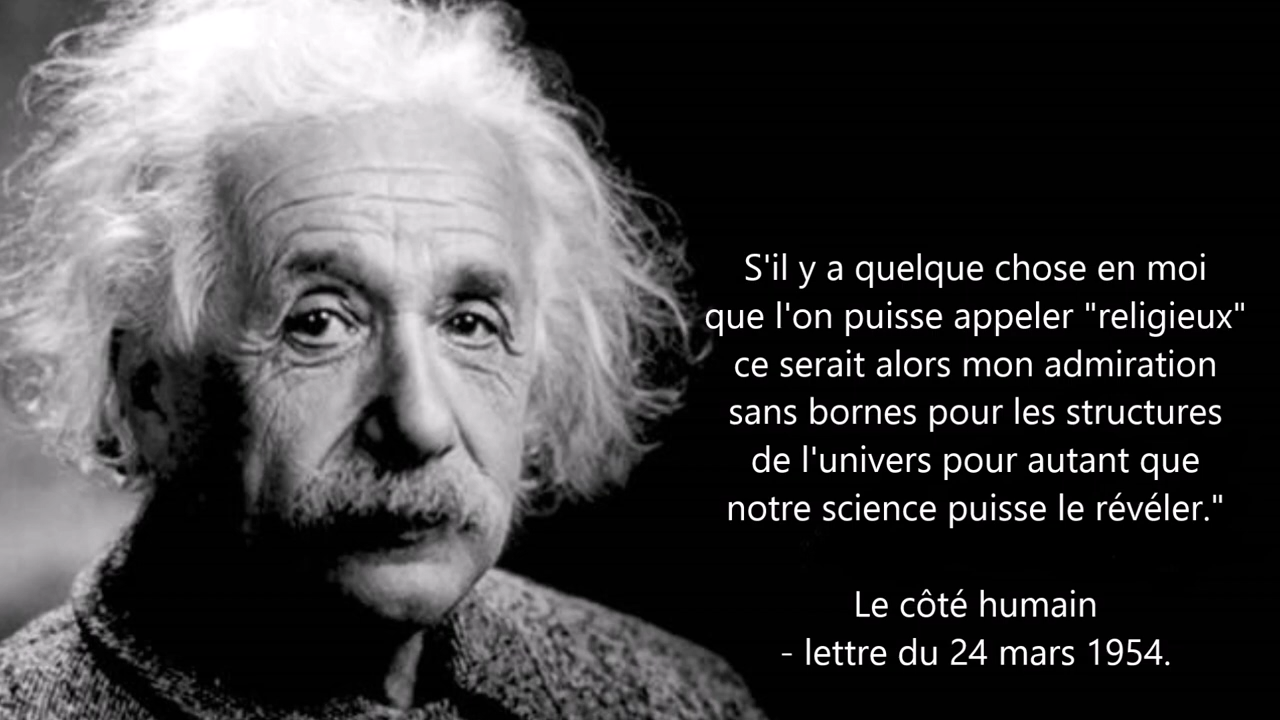 S'il y a quelque chose en moi
que l'on puisse appeler "religieux"
ce serait alors mon admiration
sans bornes pour les structures
de l'univers pour autant que
notre science puisse le révéler."
Le côté humain
- lettre du 24 mars 1954.